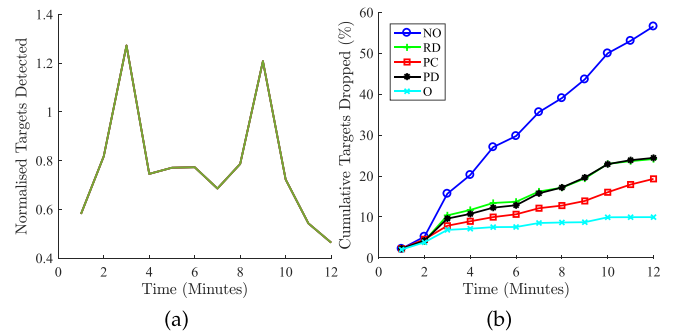 Normalised Targets Detected
1.4
1.2
1
0.8
0.6
0.4
0
2
4
6
8
10
12
Time (Minutes)
(a)
Cumulative Targets Dropped (%)
60
50
40
30
20
10
0
NO
RD
PC
PD
O
0
2
4
6
8
10
12
Time (Minutes)
(b)